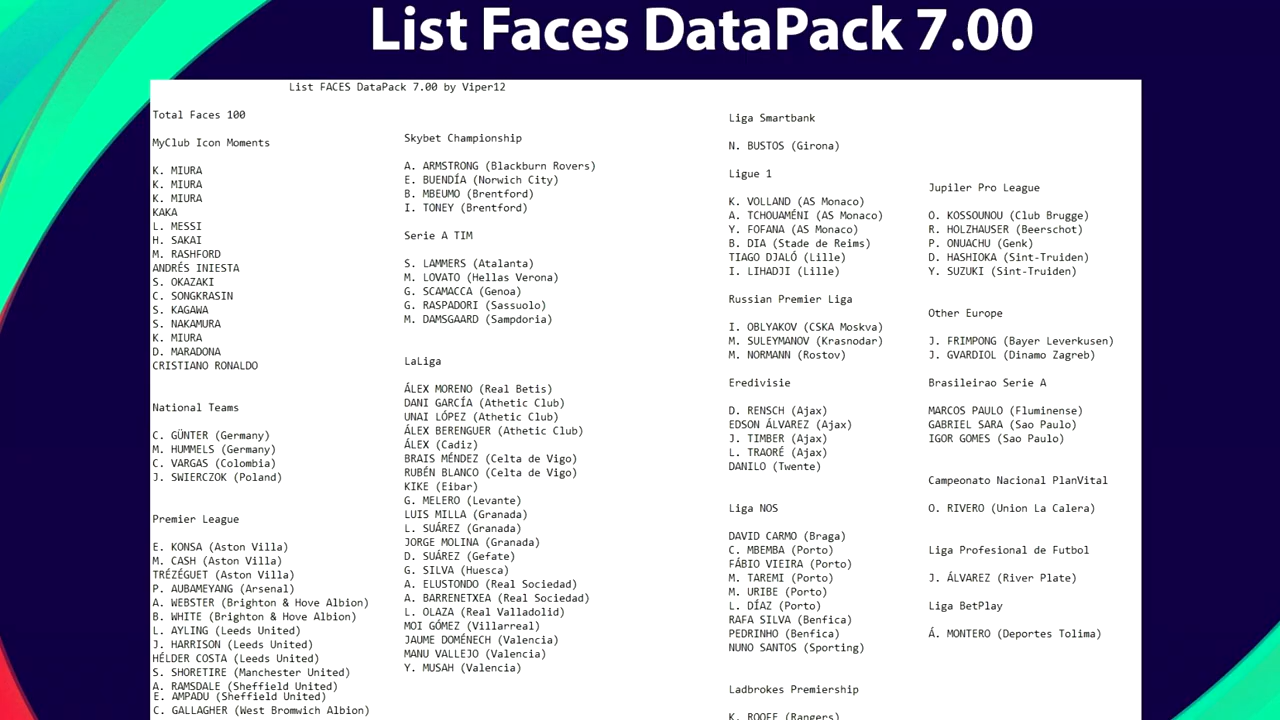 List Faces DataPack 7.00
List FACES DataPack 7.00 by Viper12
Total Faces 100
MyClub Icon Moments
K. MIURA
K. MIURA
K. MIURA
KAKA
L. MESSI
H. SAKAI
M. RASHFORD
ANDRÉS INIESTA
S. OKAZAKI
C. SONGKRASIN
S. KAGAWA
S. NAKAMURA
K. MIURA
D. MARADONA
CRISTIANO RONALDO
National Teams
C. GÜNTER (Germany)
M. HUMMELS (Germany)
C. VARGAS (Colombia)
J. SWIERCZOK (Poland)
Premier League
E. KONSA (Aston Villa)
M. CASH (Aston Villa)
TRÉZÉGUET (Aston Villa)
P. AUBAMEYANG (Arsenal)
A. WEBSTER (Brighton & Hove Albion)
B. WHITE (Brighton & Hove Albion)
L. AYLING (Leeds United)
J. HARRISON (Leeds United)
HÉLDER COSTA (Leeds United)
S. SHORETIRE (Manchester United)
A. RAMSDALE (Sheffield United)
E. AMPADU (Sheffield United)
C. GALLAGHER (West Bromwich Albion)
Skybet Championship
A. ARMSTRONG (Blackburn Rovers)
E. BUENDÍA (Norwich City)
B. MBEUMO (Brentford)
I. TONEY (Brentford)
Serie A TIM
S. LAMMERS (Atalanta)
M. LOVATO (Hellas Verona)
G. SCAMACCA (Genoa)
G. RASPADORI (Sassuolo)
M. DAMSGAARD (Sampdoria)
LaLiga
ÁLEX MORENO (Real Betis)
DANI GARCÍA (Athetic Club)
UNAI LÓPEZ (Athetic Club)
ÁLEX BERENGUER (Athetic Club)
ÁLEX (Cadiz)
BRAIS MÉNDEZ (Celta de Vigo)
RUBÉN BLANCO (Celta de Vigo)
KIKE (Eibar)
G. MELERO (Levante)
LUIS MILLA (Granada)
L. SUÁREZ (Granada)
JORGE MOLINA (Granada)
D. SUÁREZ (Gefate)
G. SILVA (Huesca)
A. ELUSTONDO (Real Sociedad)
A. BARRENETXEA (Real Sociedad)
L. OLAZA (Real Valladolid)
MOI GÓMEZ (Villarreal)
JAUME DOMÉNECH (Valencia)
MANU VALLEJO (Valencia)
Y. MUSAH (Valencia)
Liga Smartbank
N. BUSTOS (Girona)
Ligue 1
K. VOLLAND (AS Monaco)
A. TCHOUAMÉNI (AS Monaco)
Y. FOFANA (AS Monaco)
B. DIA (Stade de Reims)
TIAGO DJALÓ (Lille)
I. LIHADJI (Lille)
Russian Premier Liga
I. OBLYAKOV (CSKA Moskva)
M. SULEYMANOV (Krasnodar)
M. NORMANN (Rostov)
Eredivisie
D. RENSCH (Ajax)
EDSON ÁLVAREZ (Ajax)
J. TIMBER (Ajax)
L. TRAORÉ (Ajax)
DANILO (Twente)
Liga NOS
DAVID CARMO (Braga)
C. MBEMBA (Porto)
FÁBIO VIEIRA (Porto)
M. TAREMI (Porto)
M. URIBE (Porto)
L. DÍAZ (Porto)
RAFA SILVA (Benfica)
PEDRINHO (Benfica)
NUNO SANTOS (Sporting)
Ladbrokes Premiership
K. ROOFE (Rangers)
Jupiler Pro League
O. KOSSOUNOU (Club Brugge)
R. HOLZHAUSER (Beerschot)
P. ONUACHU (Genk)
D. HASHIOKA (Sint-Truiden)
Y. SUZUKI (Sint-Truiden)
Other Europe
J. FRIMPONG (Bayer Leverkusen)
J. GVARDIOL (Dinamo Zagreb)
Brasileirao Serie A
MARCOS PAULO (Fluminense)
GABRIEL SARA (Sao Paulo)
IGOR GOMES (Sao Paulo)
Campeonato Nacional PlanVital
O. RIVERO (Union La Calera)
Liga Profesional de Futbol
J. ÁLVAREZ (River Plate)
Liga BetPlay
Á. MONTERO (Deportes Tolima)